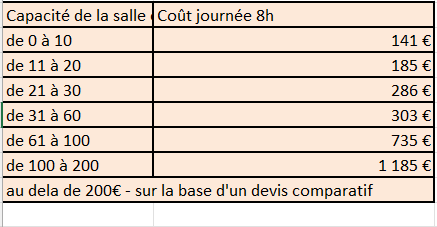 Capacité de la salle Coût journée 8h
de 0 à 10 141 €
de 11 à 20 185 €
de 21 à 30 286 €
de 31 à 60 303 €
de 61 à 100 735 €
de 100 à 200 1 185 €
au dela de 200€ - sur la base d'un devis comparatif